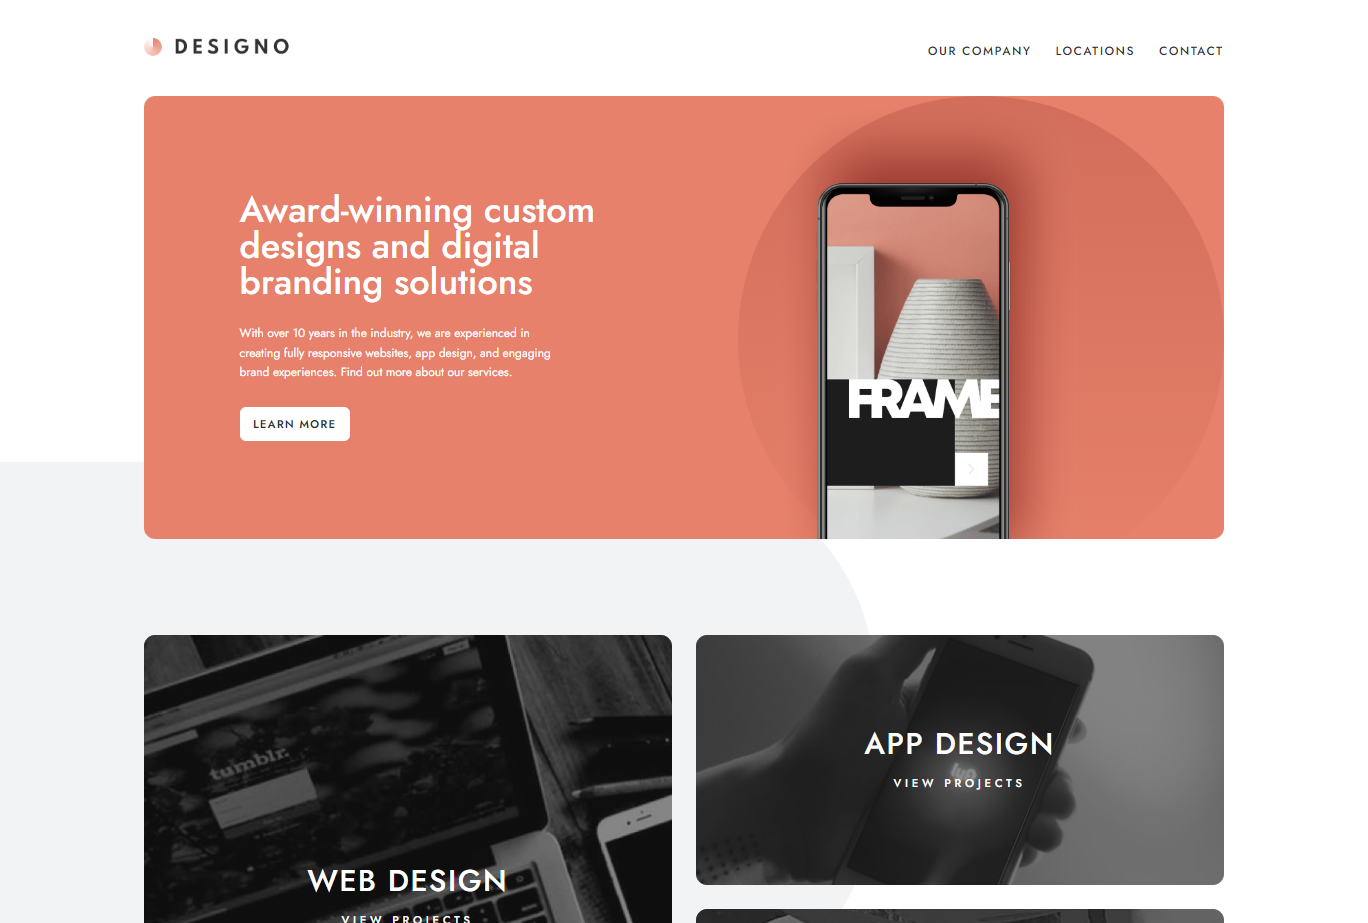 DESIGNO
OUR COMPANY
LOCATIONS
CONTACT
Award-winning custom
designs and digital
branding solutions
With over 10 years in the industry, we are experienced in
creating fully responsive websites, app design, and engaging
brand experiences. Find out more about our services.
LEARN MORE
FRAME
tumblr.
WEB DESIGN
VIEW PROJECTS
APP DESIGN
VIEW PROJECTS